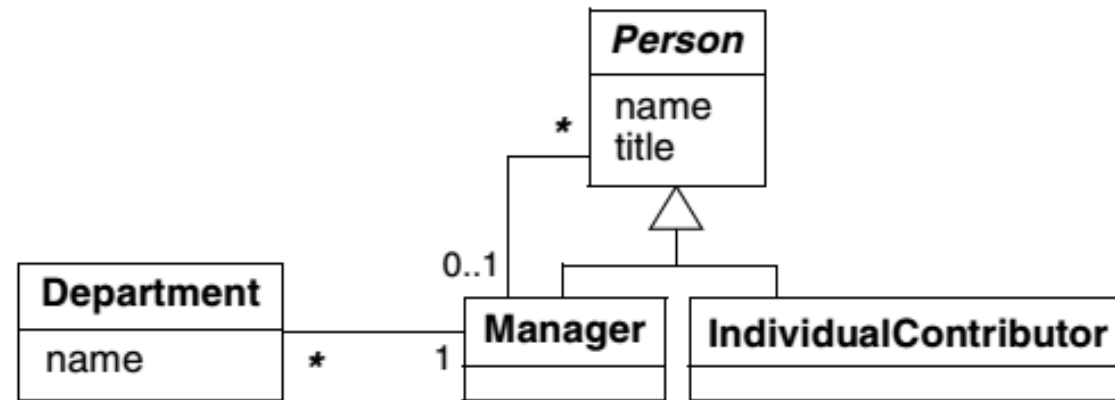 Person
name
title
*
0..1
Department
name
*
1
Manager
IndividualContributor